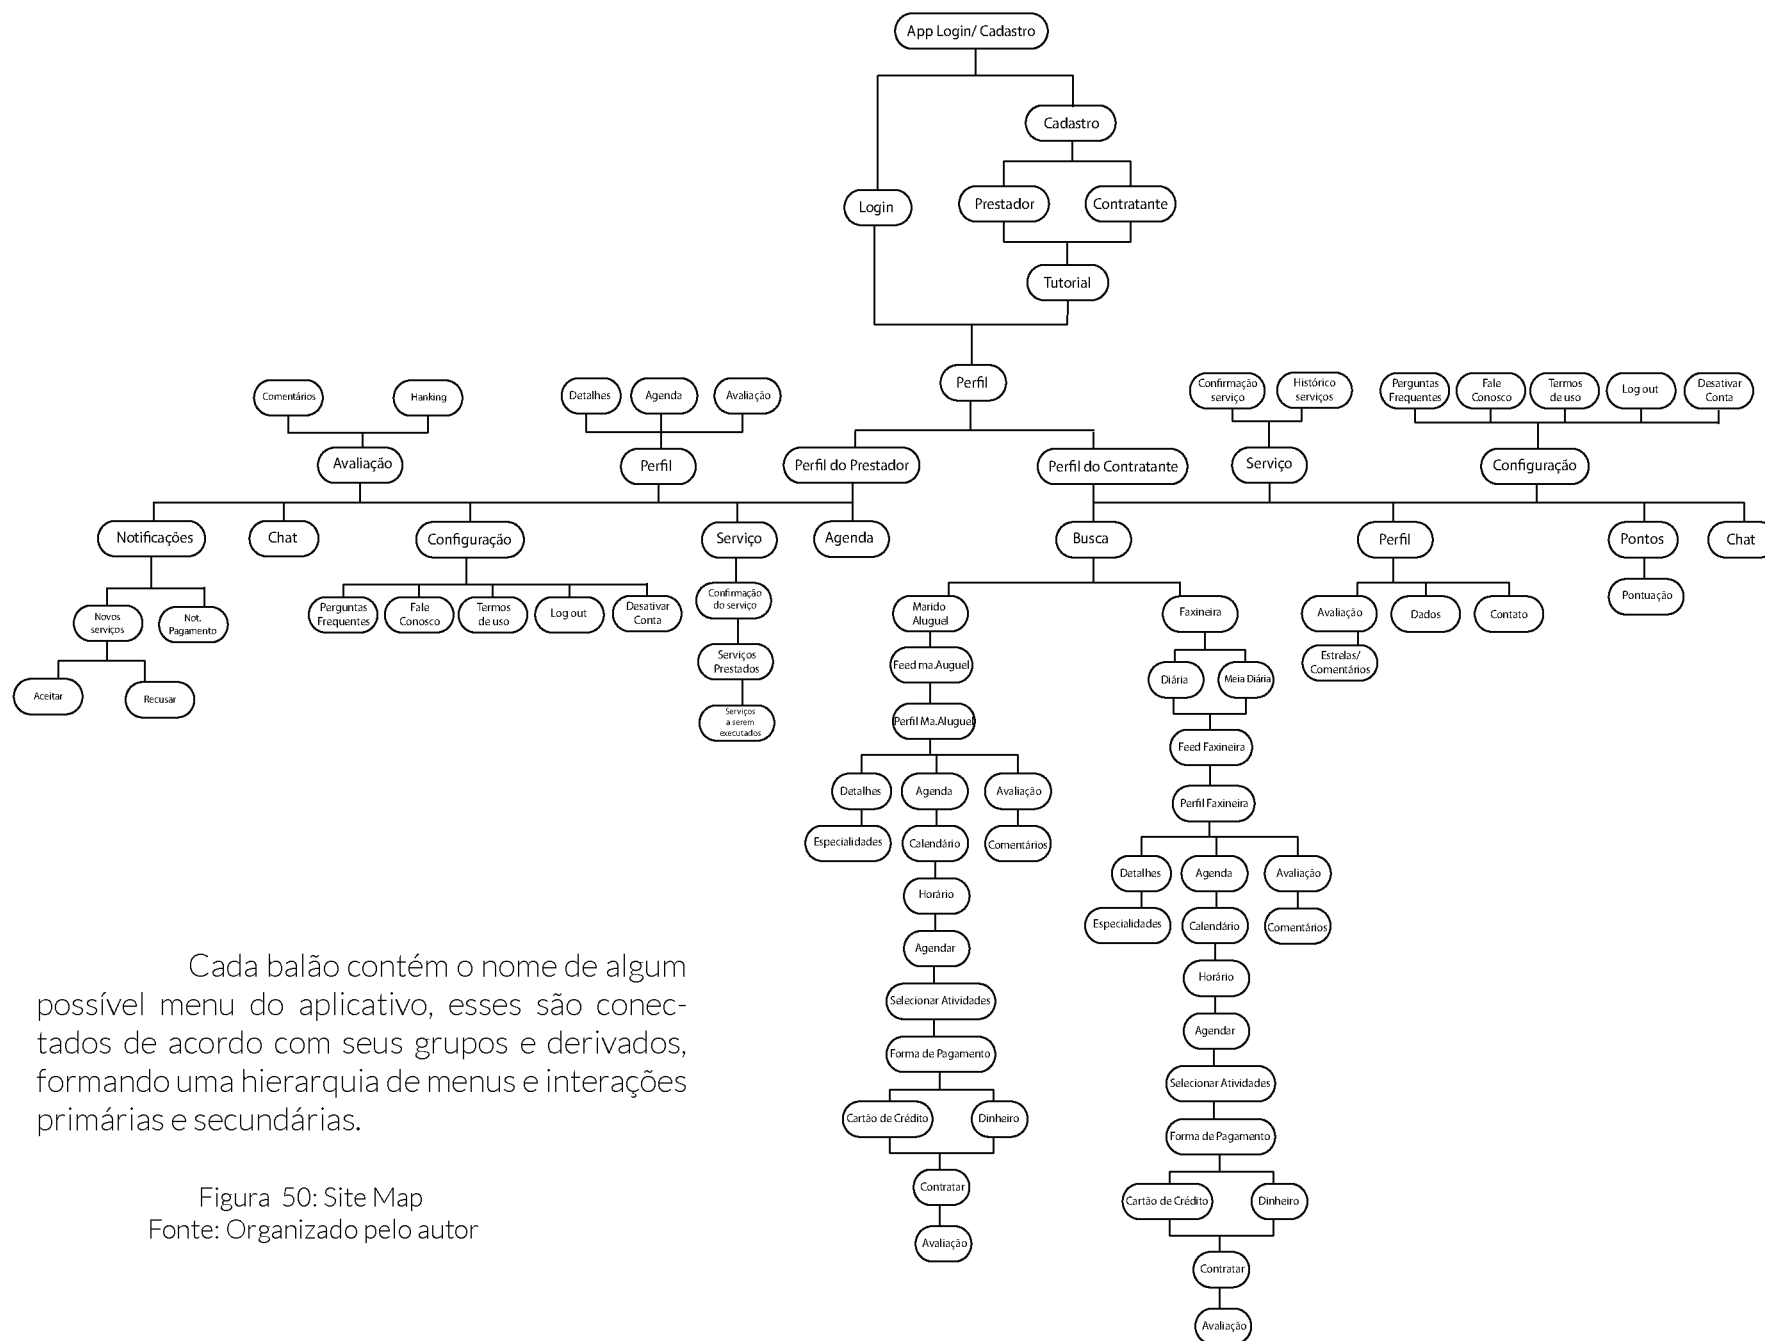 App Login/ Cadastro
Cadastro
Login
Prestador
Contratante
Tutorial
Perfil
Comentários
Hanking
Detalhes
Agenda
Avaliação
Confirmação
serviço
Histórico
serviços
Perguntas
Frequentes
Fale
Conosco
Termos
de uso
Log out
Desativar
Conta
Avaliação
Perfil
Perfil do Prestador
Perfil do Contratante
Serviço
Configuração
Notificações
Chat
Configuração
Serviço
Agenda
Busca
Perfil
Pontos
Chat
Novos
serviços
Not.
Pagamento
Perguntas
Frequentes
Fale
Conosco
Termos
de uso
Log out
Desativar
Conta
Confirmação
do serviço
Marido
Aluguel
Faxineira
Avaliação
Dados
Contato
Pontuação
Aceitar
Recusar
Serviços
Prestados
Serviços
a serem
executados
Feed ma.Auguel
Perfil Ma.Aluguel
Diária
Meia Diária
Estrelas/
Comentários
Feed Faxineira
Perfil Faxineira
Detalhes
Agenda
Avaliação
Especialidades
Calendário
Comentários
Horário
Agendar
Selecionar Atividades
Forma de Pagamento
Cartão de Crédito
Dinheiro
Contratar
Avaliação
Detalhes
Agenda
Avaliação
Especialidades
Calendário
Comentários
Horário
Agendar
Selecionar Atividades
Forma de Pagamento
Cartão de Crédito
Dinheiro
Contratar
Avaliação
Cada balão contém o nome de algum
possível menu do aplicativo, esses são conec-
tados de acordo com seus grupos e derivados,
formando uma hierarquia de menus e interações
primárias e secundárias.
Figura 50: Site Map
Fonte: Organizado pelo autor